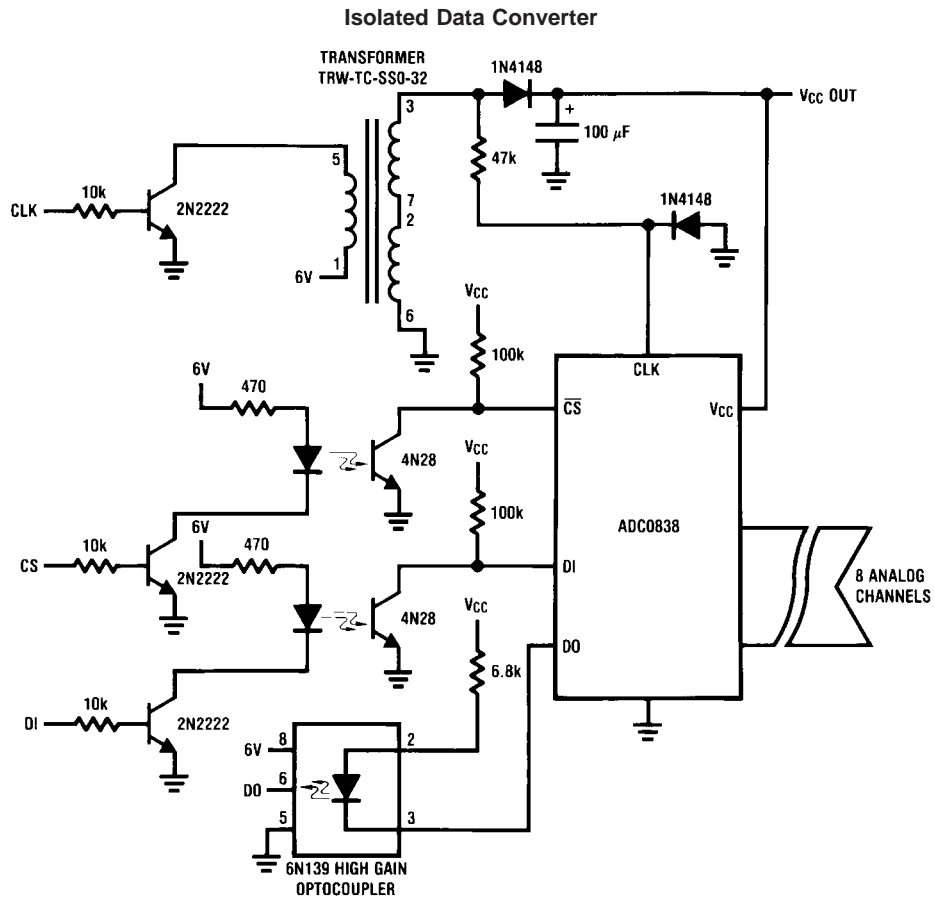 Isolated Data Converter
TRANSFORMER
TRW-TC-SS0-32
1N4148
3
VCC OUT
+
100 µF
5
47k
10k
CLK
2N2222
7
2
1N4148
1
6V
6
VCC
100k
CLK
6V
470
CS
VCC
4N28
VCC
100k
ADC0838
6V
10k
470
CS
2N2222
DI
8 ANALOG
CHANNELS
4N28
VCC
DO
6.8k
10k
DI
2N2222
8
2
6V
6
DO
5
3
6N139 HIGH GAIN
OPTOCOUPLER